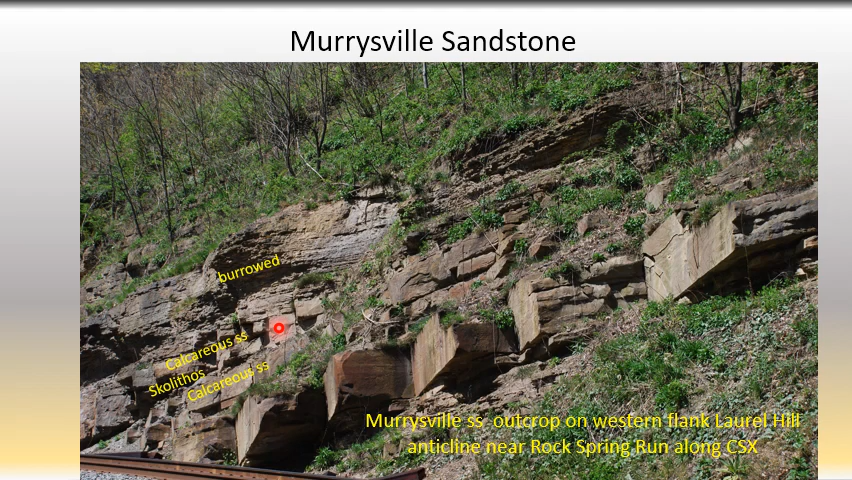 Murrysville Sandstone
burrowed
Calcareous ss
Skolithos
Calcareous ss
Murrysville ss outcrop on western flank Laurel Hill
anticline near Rock Spring Run along CSX